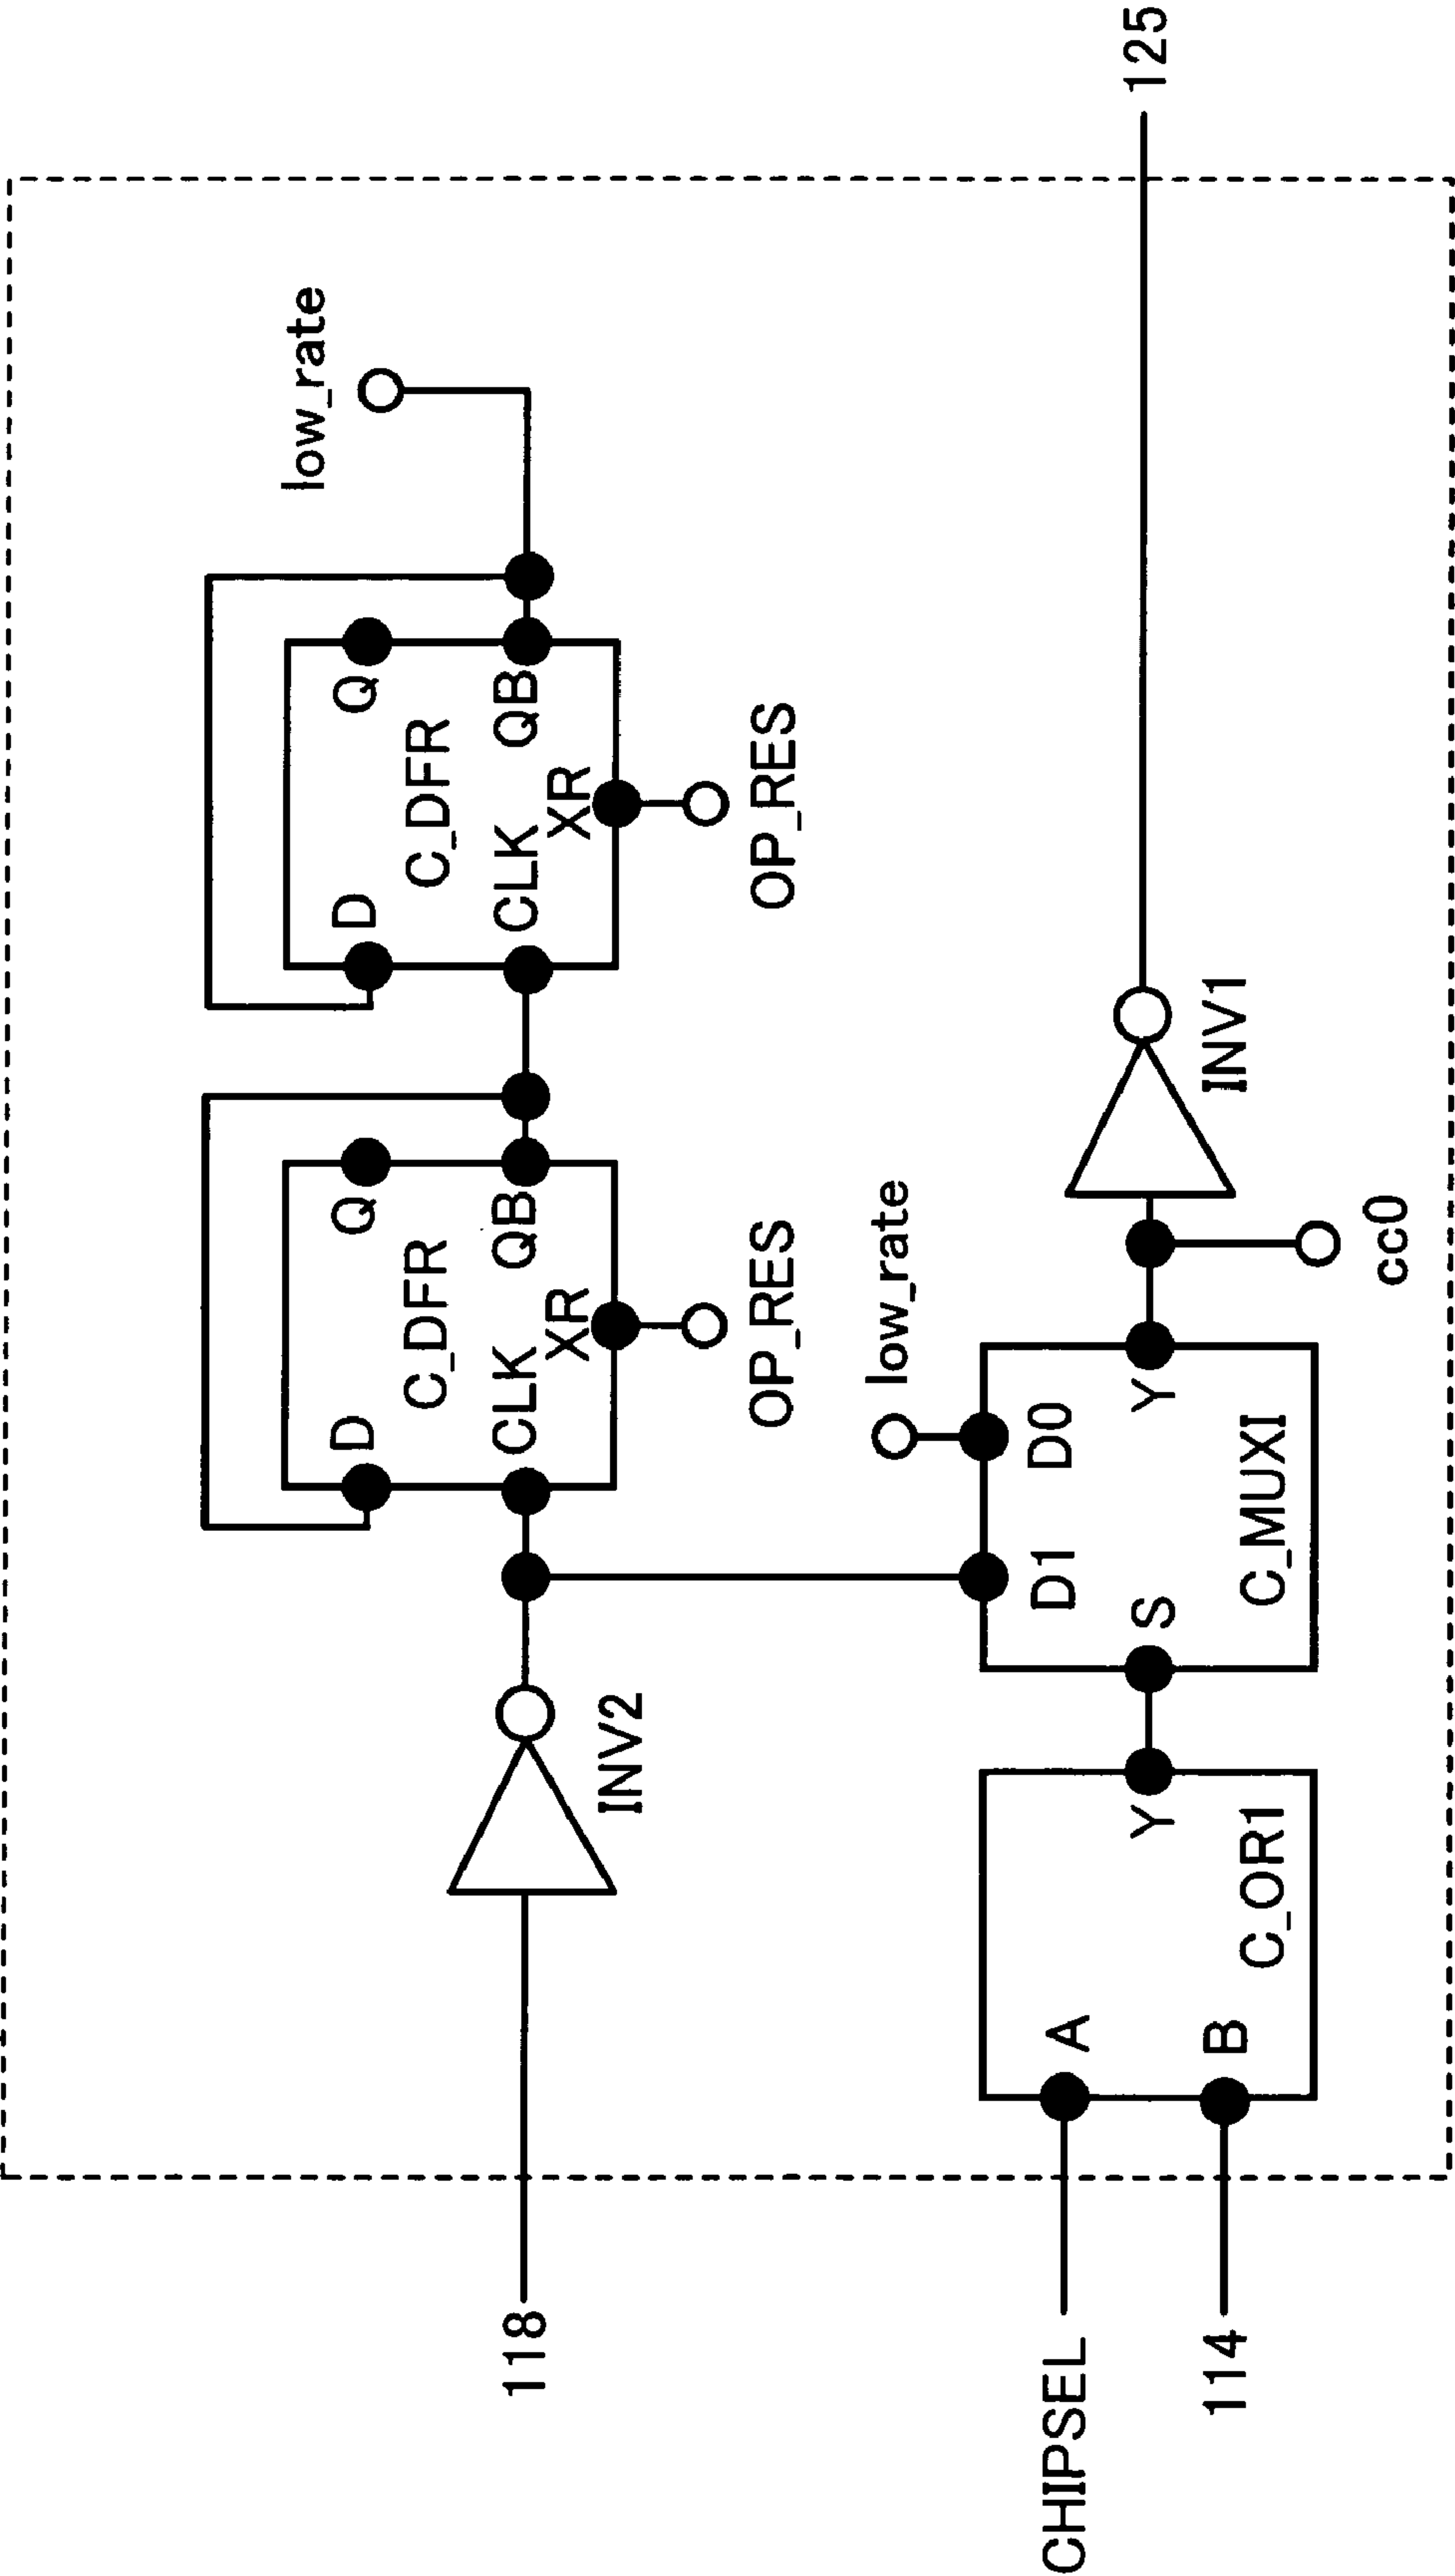 low_rate
D
Q
C_DFR
CLK
QB
XR
OP_RES
D
Q
C_DFR
CLK
QB
XR
OP_RES
118
INV2
low_rate
D1
D0
S
Y
C_MUXI
CHIPSEL
A
114
B
Y
C_OR1
cc0
INV1
125